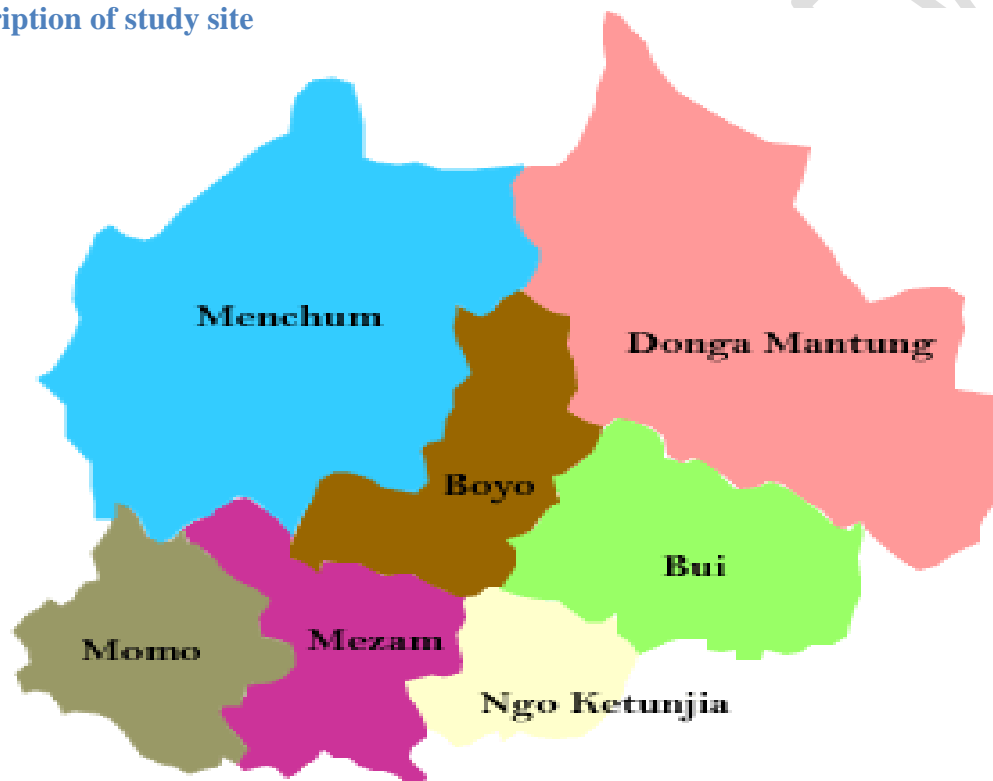 ription of study site
Menchum
Donga Mantung
Boyo
Bui
Momo
Mezam
Ngo Ketunjia